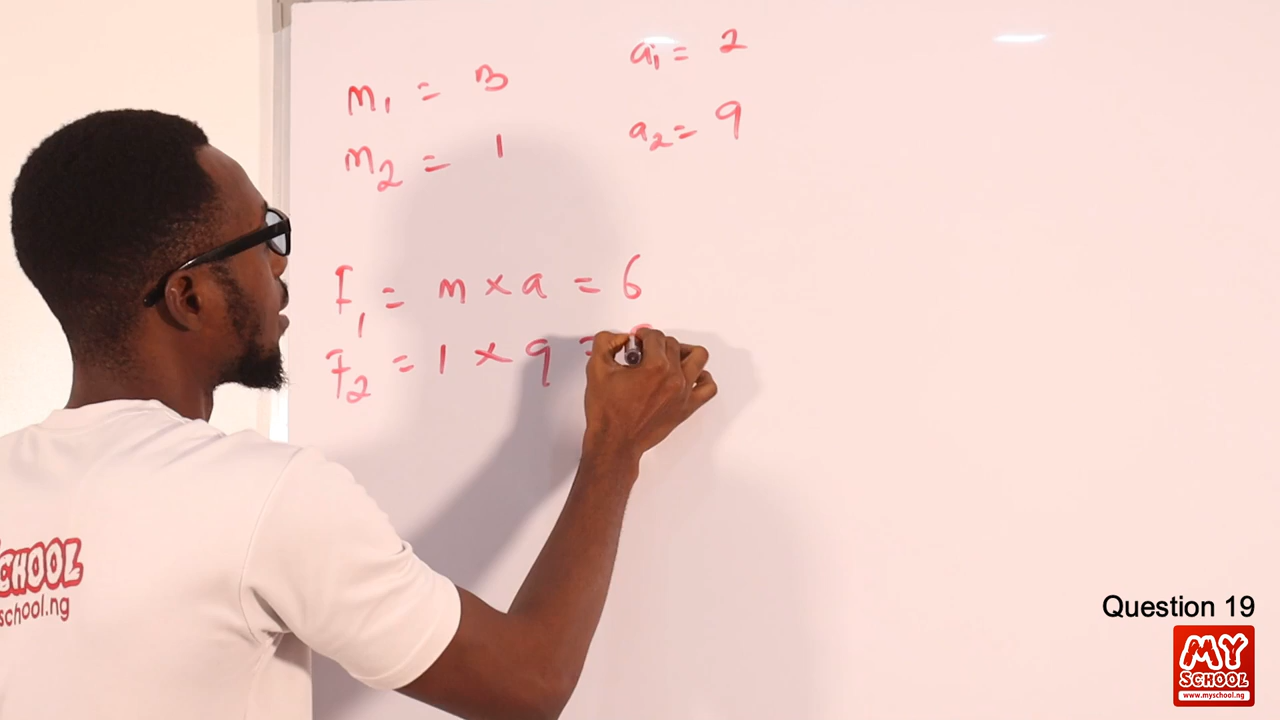 m₁ = 3
m₂ = 1
a₁ = 2
a₂ = 9
F₁ = m × a = 6
F₂ = 1 × 9 =
CHOOL
school.ng
Question 19
MY
SCHOOL
www.myschool.ng